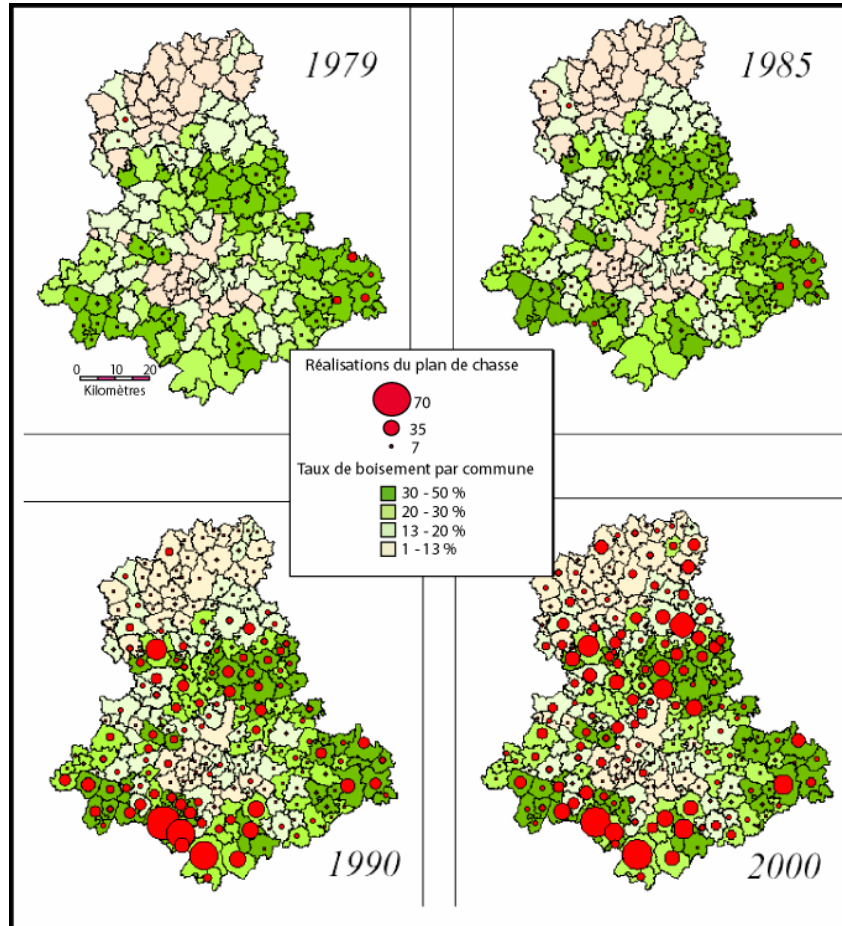 1979
1985
0 10 20
Kilomètres
Réalisations du plan de chasse
70
35
7
Taux de boisement par commune
30 - 50 %
20 - 30 %
13 - 20 %
1 - 13 %
1990
2000